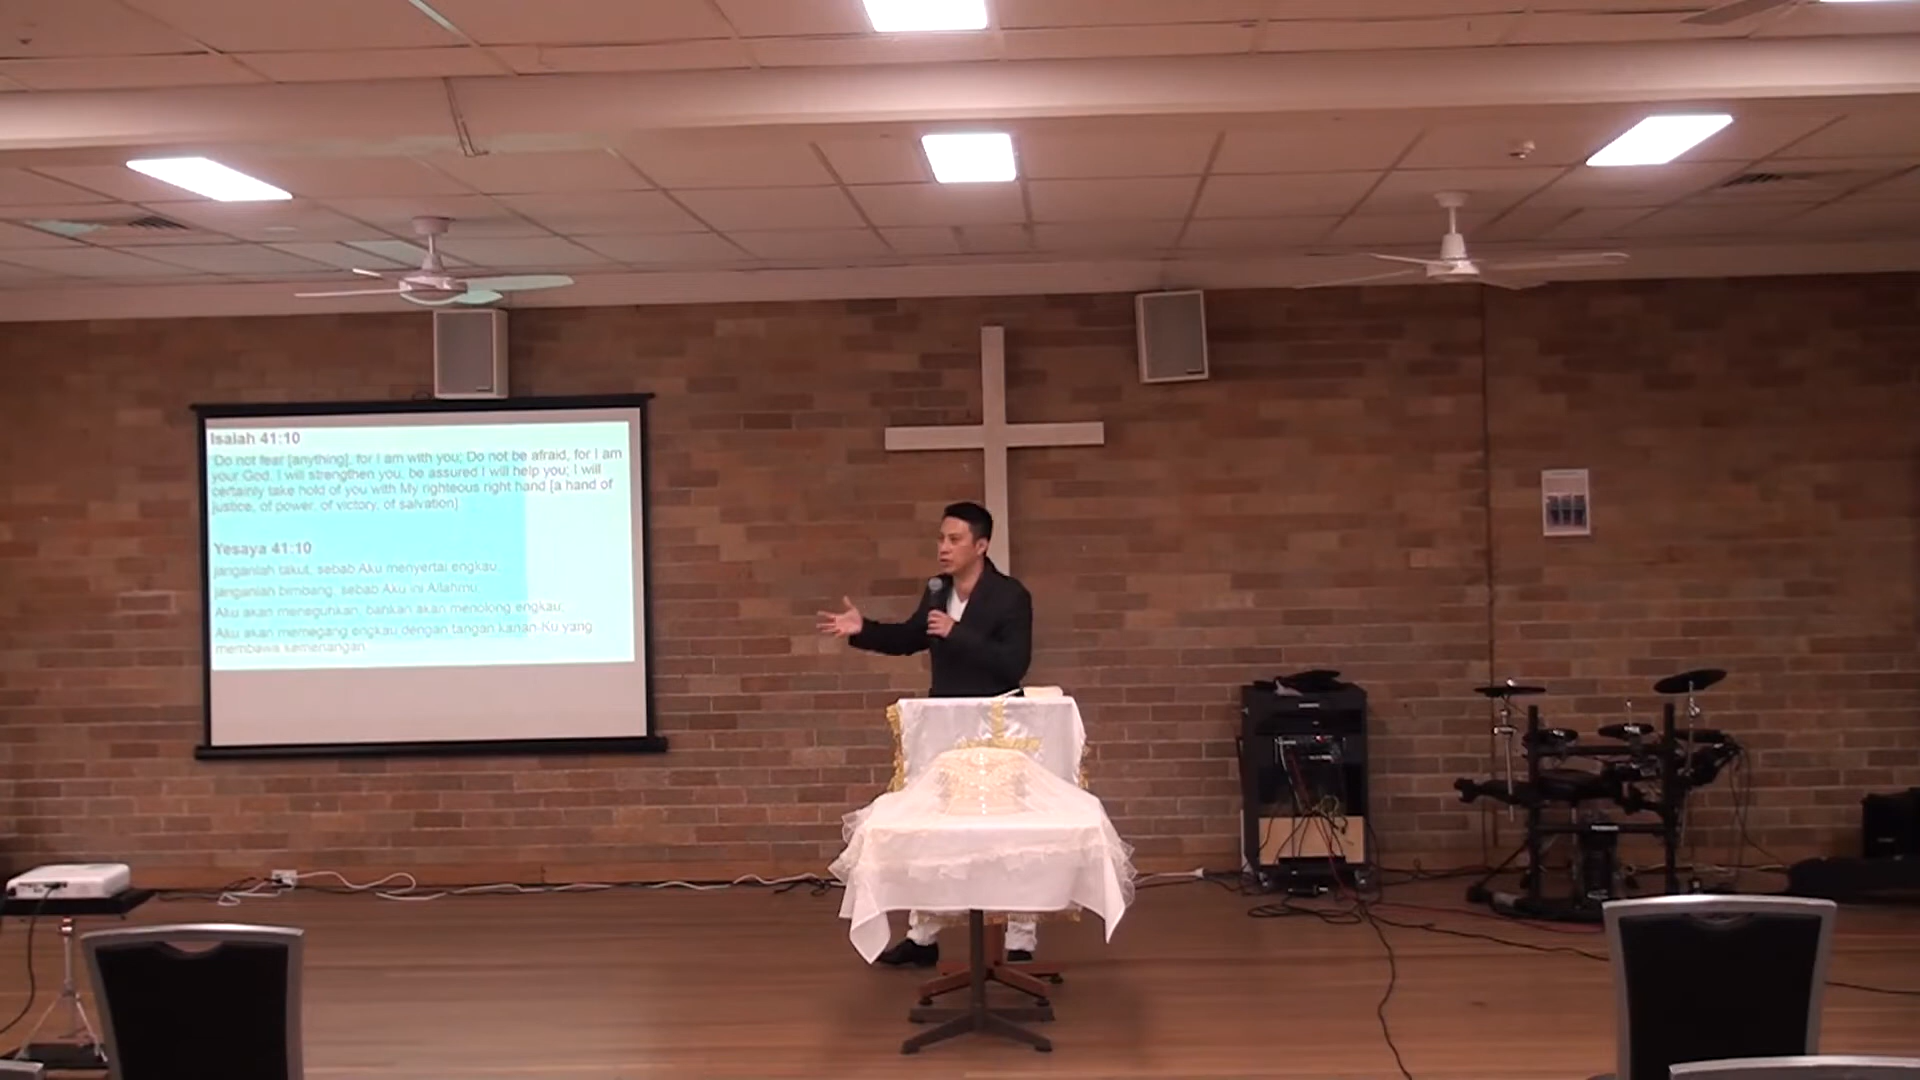 Isaiah 41:10
Do not fear [anything], for I am with you; Do not be afraid, for I am
your God. I will strengthen you, be assured I will help you; I will
certainly take hold of you with My righteous right hand [a hand of
justice, of power, of victory, of salvation]
Yesaya 41:10
janganlah takut, sebab Aku menyertai engkau,
janganlah bimbang, sebab Aku ini Allahmu;
Aku akan meneguhkan, bahkan akan menolong engkau;
Aku akan memegang engkau dengan tangan kanan-Ku yang
membawa kemenangan